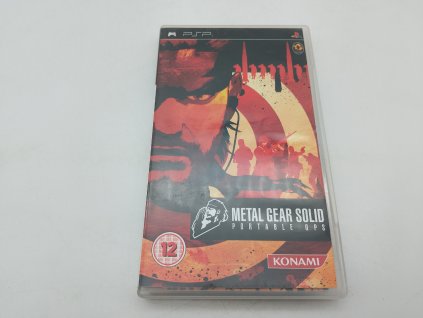 PSP
METAL GEAR SOLID
PORTABLE OPS
12
KONAMI